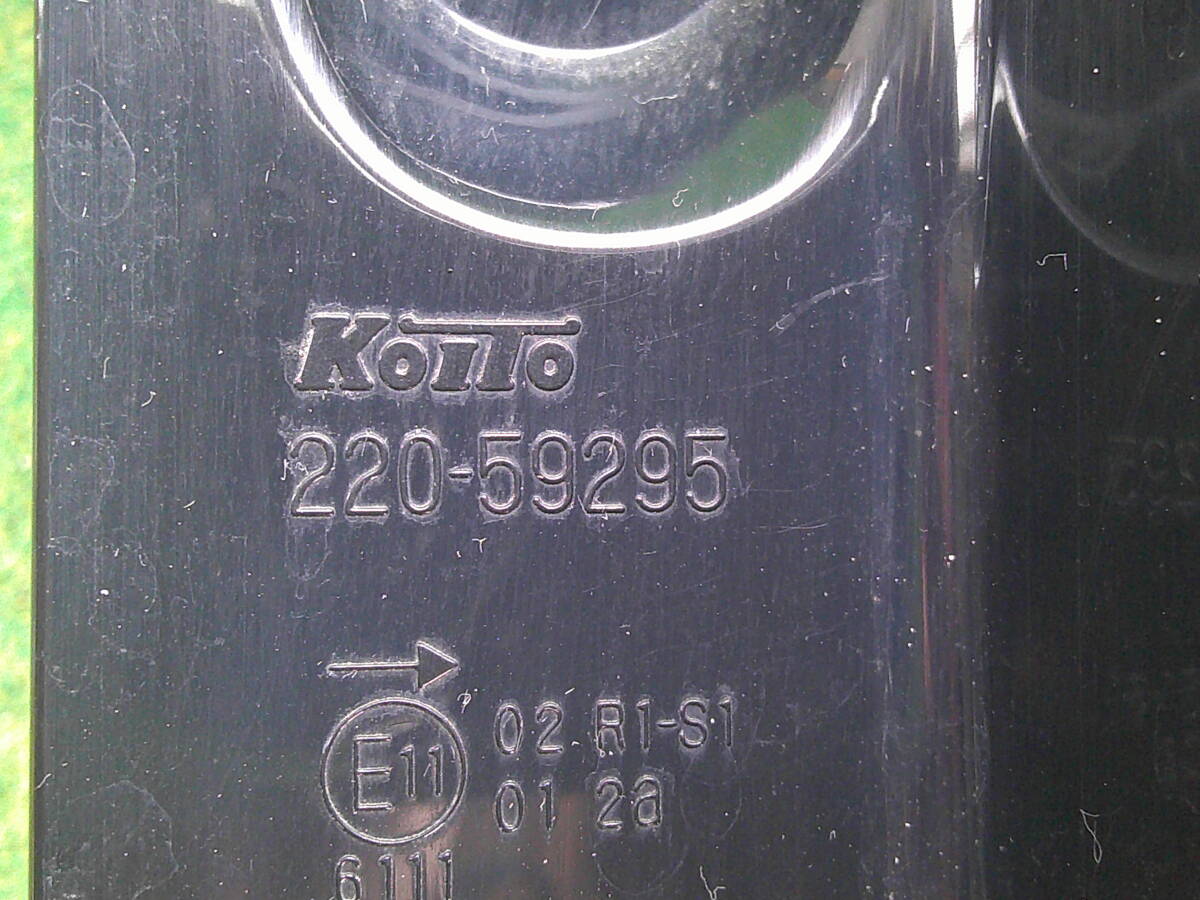 KoiTo
220-59295
→
E11 02 R1-S1
01 2a
6111